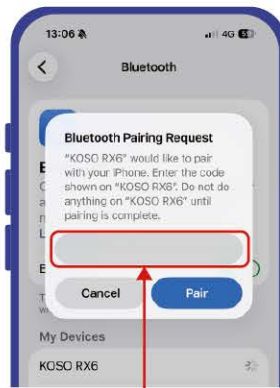 13:06
4G 63
Bluetooth
Bluetooth Pairing Request
"KOSO RX6" would like to pair
with your iPhone. Enter the code
shown on "KOSO RX6". Do not do
anything on "KOSO RX6" until
pairing is complete.
Cancel
Pair
My Devices
KOSO RX6